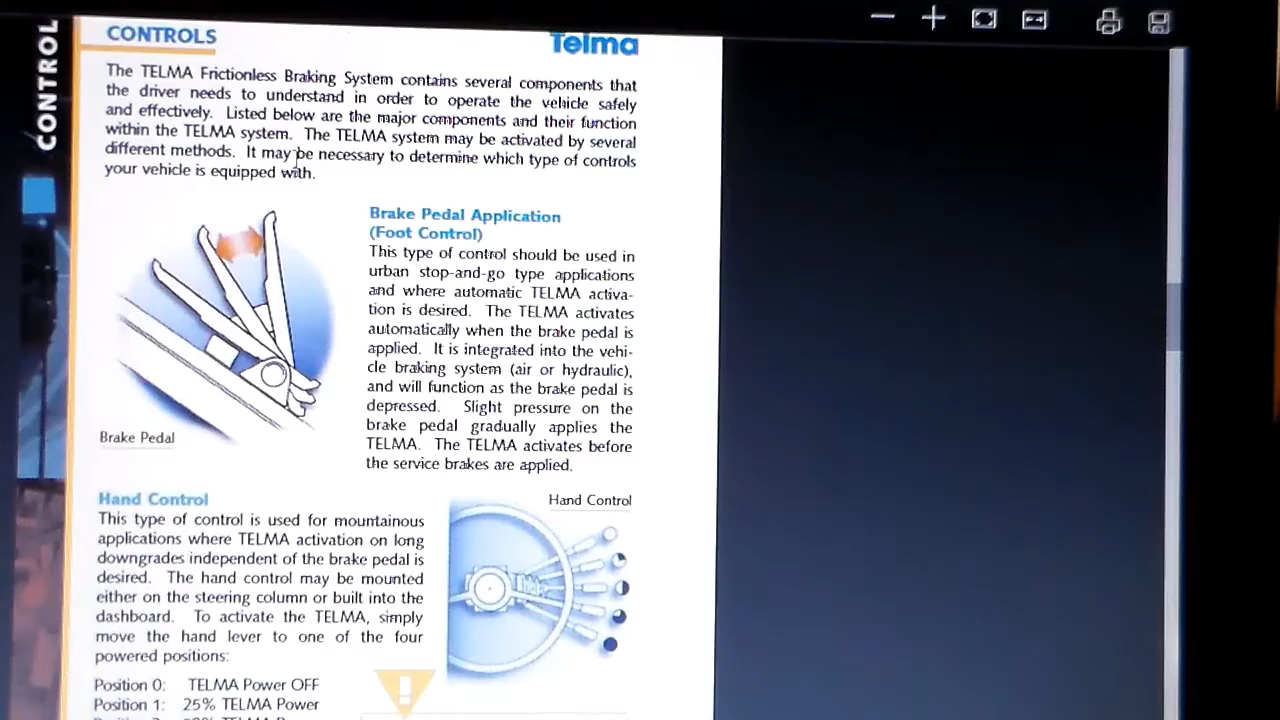 CONTROL
CONTROLS
Telma
The TELMA Frictionless Braking System contains several components that
the driver needs to understand in order to operate the vehicle safely
and effectively. Listed below are the major components and their function
within the TELMA system. The TELMA system may be activated by several
different methods. It may be necessary to determine which type of controls
your vehicle is equipped with.
Brake Pedal Application
(Foot Control)
This type of control should be used in
urban stop-and-go type applications
and where automatic TELMA activa-
tion is desired. The TELMA activates
automatically when the brake pedal is
applied. It is integrated into the vehi-
cle braking system (air or hydraulic),
and will function as the brake pedal is
depressed. Slight pressure on the
brake pedal gradually applies the
TELMA. The TELMA activates before
the service brakes are applied.
Brake Pedal
Hand Control
This type of control is used for mountainous
applications where TELMA activation on long
downgrades independent of the brake pedal is
desired. The hand control may be mounted
either on the steering column or built into the
dashboard. To activate the TELMA, simply
move the hand lever to one of the four
powered positions:
Hand Control
Position 0: TELMA Power OFF
Position 1: 25% TELMA Power